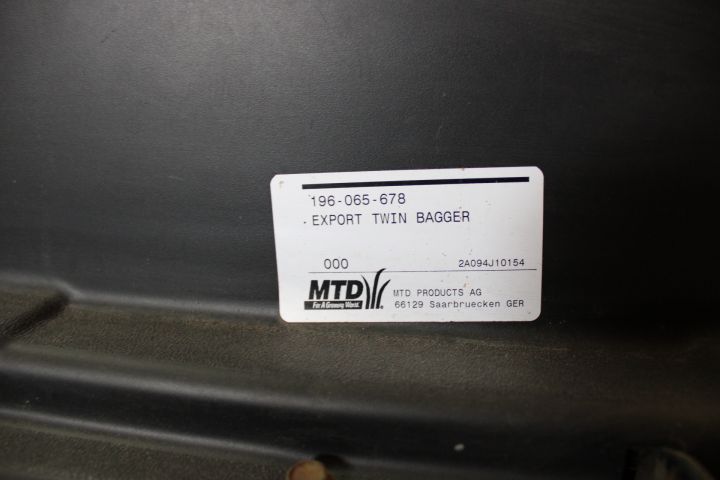 196-065-678
EXPORT TWIN BAGGER
000 2A094J10154
MTD
For A Growing World.
MTD PRODUCTS AG
66129 Saarbruecken GER